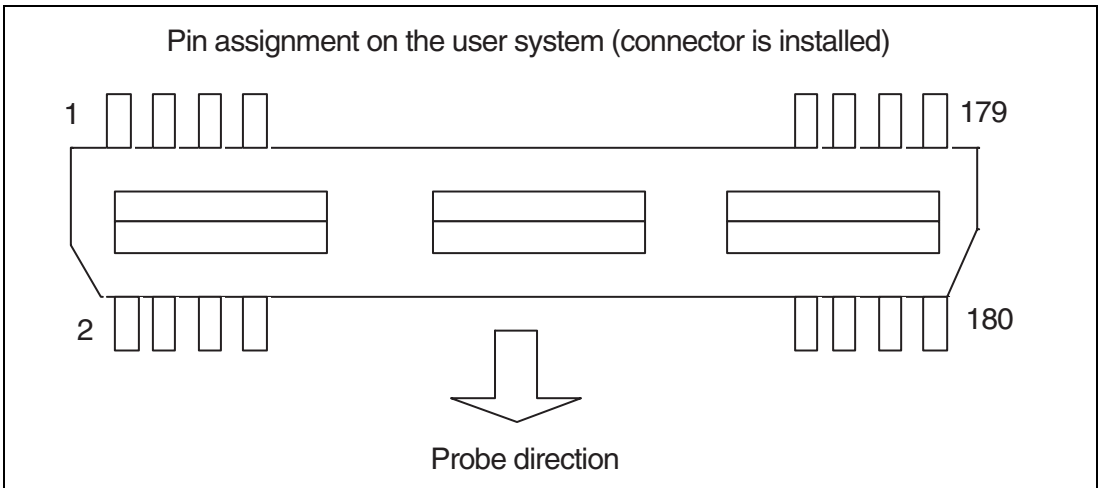 Pin assignment on the user system (connector is installed)
1
179
2
180
Probe direction